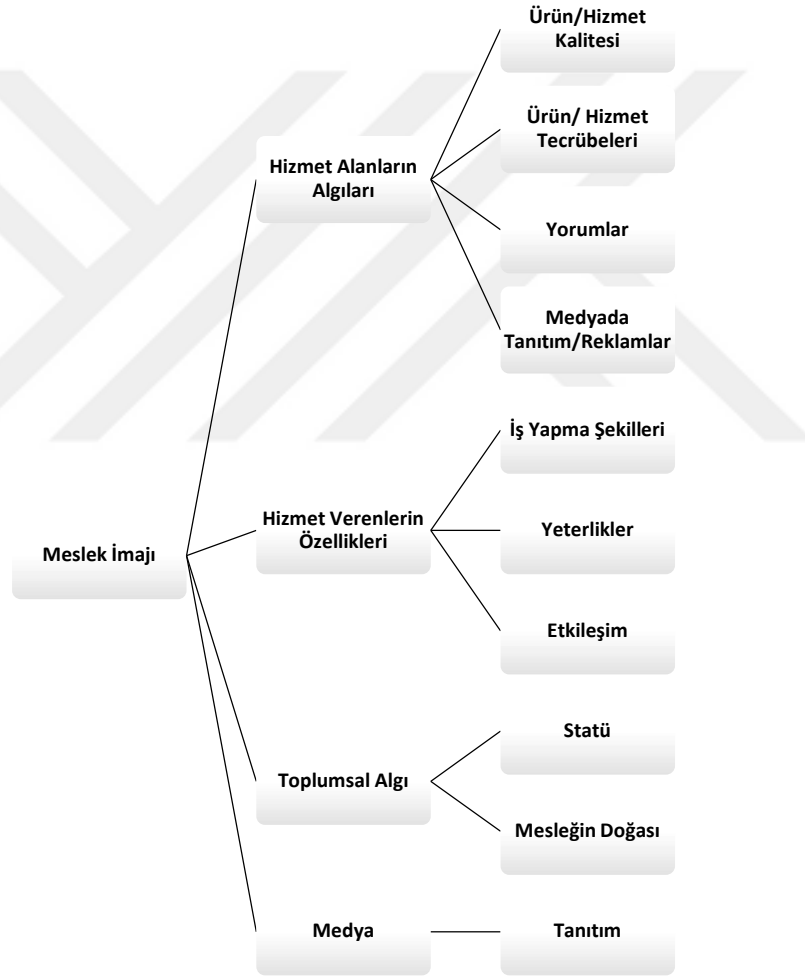 Meslek İmajı
Hizmet Alanların
Algıları
Ürün/Hizmet
Kalitesi
Ürün/ Hizmet
Tecrübeleri
Yorumlar
Medyada
Tanıtım/Reklamlar
Hizmet Verenlerin
Özellikleri
İş Yapma Şekilleri
Yeterlikler
Etkileşim
Toplumsal Algı
Statü
Mesleğin Doğası
Medya
Tanıtım